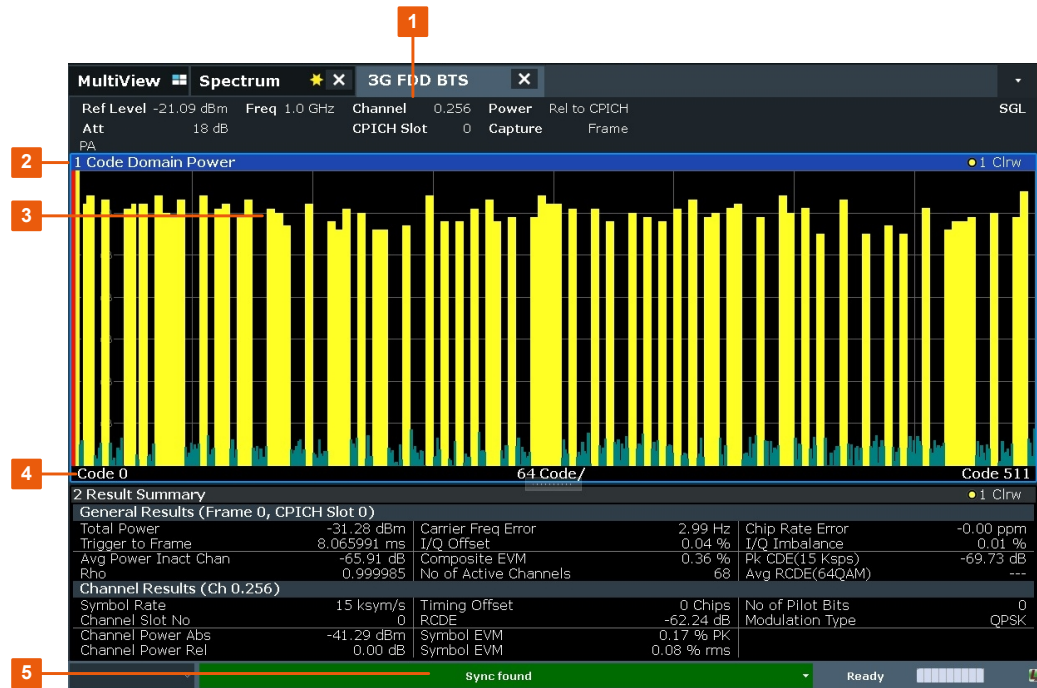 1
MultiView Spectrum 3G FDD BTS
Ref Level -21.09 dBm Freq 1.0 GHz Channel 0.256 Power Rel to CPICH SGL
Att 18 dB CPICH Slot 0 Capture Frame
PA
2
1 Code Domain Power 1 Clrw
3
4
Code 0 64 Code/ Code 511
2 Result Summary 1 Clrw
General Results (Frame 0, CPICH Slot 0)
Total Power -31.28 dBm Carrier Freq Error 2.99 Hz Chip Rate Error -0.00 ppm
Trigger to Frame 8.065991 ms I/Q Offset 0.04 % I/Q Imbalance 0.01 %
Avg Power Inact Chan -65.91 dB Composite EVM 0.36 % Pk CDE(15 Ksps) -69.73 dB
Rho 0.999985 No of Active Channels 68 Avg RCDE(64QAM) ---
Channel Results (Ch 0.256)
Symbol Rate 15 ksym/s Timing Offset 0 Chips No of Pilot Bits 0
Channel Slot No 0 RCDE -62.24 dB Modulation Type QPSK
Channel Power Abs -41.29 dBm Symbol EVM 0.17 % PK
Channel Power Rel 0.00 dB Symbol EVM 0.08 % rms
5
Sync found Ready